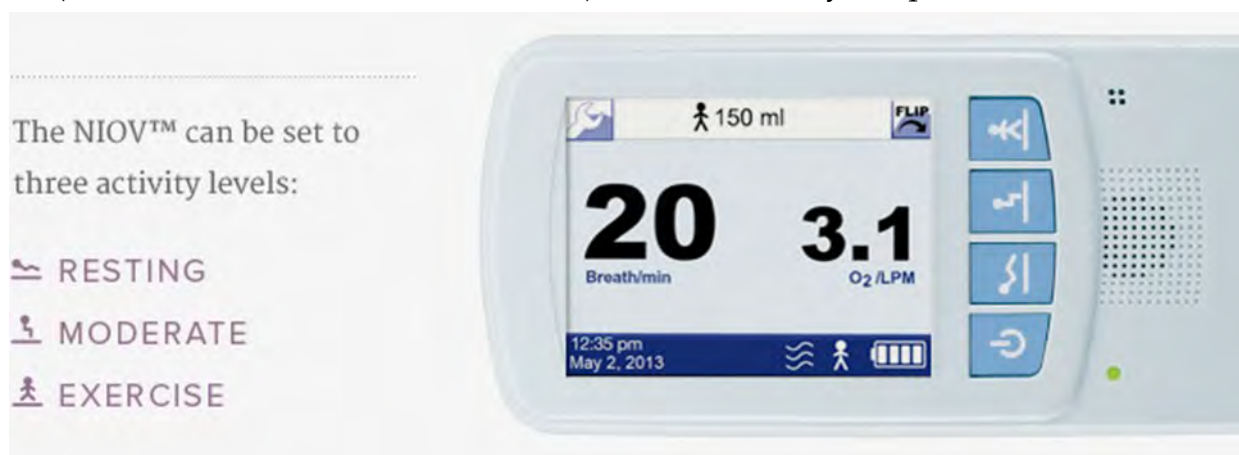 The NIOV™ can be set to
three activity levels:
RESTING
MODERATE
EXERCISE
150 ml
FLIP
20
3.1
Breath/min
O2/LPM
12:35 pm
May 2, 2013